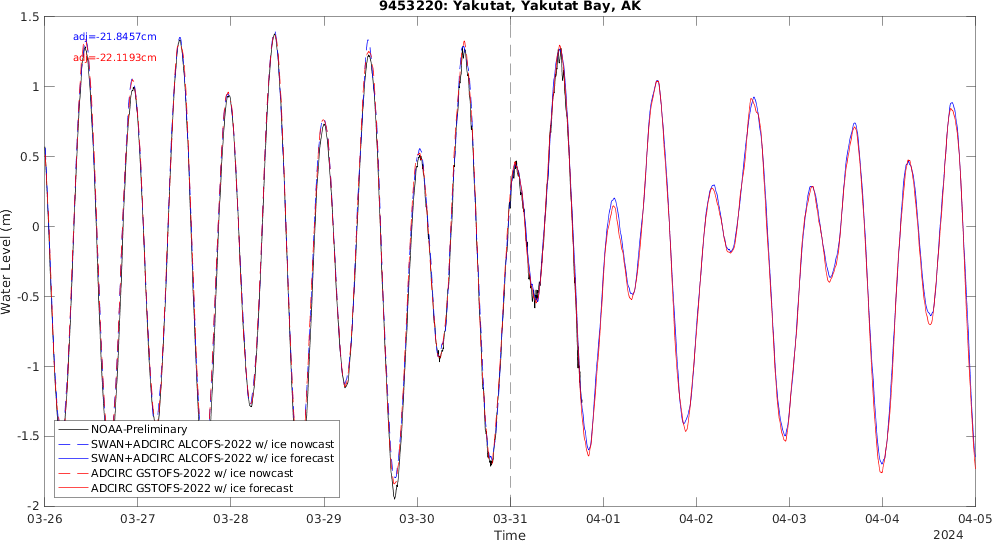 9453220: Yakutat, Yakutat Bay, AK
adj=-21.8457cm
adj=-22.1193cm
1.5
1
0.5
0
-0.5
-1
-1.5
-2
Water Level (m)
NOAA-Preliminary
SWAN+ADCIRC ALCOFS-2022 w/ ice nowcast
SWAN+ADCIRC ALCOFS-2022 w/ ice forecast
ADCIRC GSTOFS-2022 w/ ice nowcast
ADCIRC GSTOFS-2022 w/ ice forecast
03-26 03-27 03-28 03-29 03-30 03-31 04-01 04-02 04-03 04-04 04-05
Time
2024